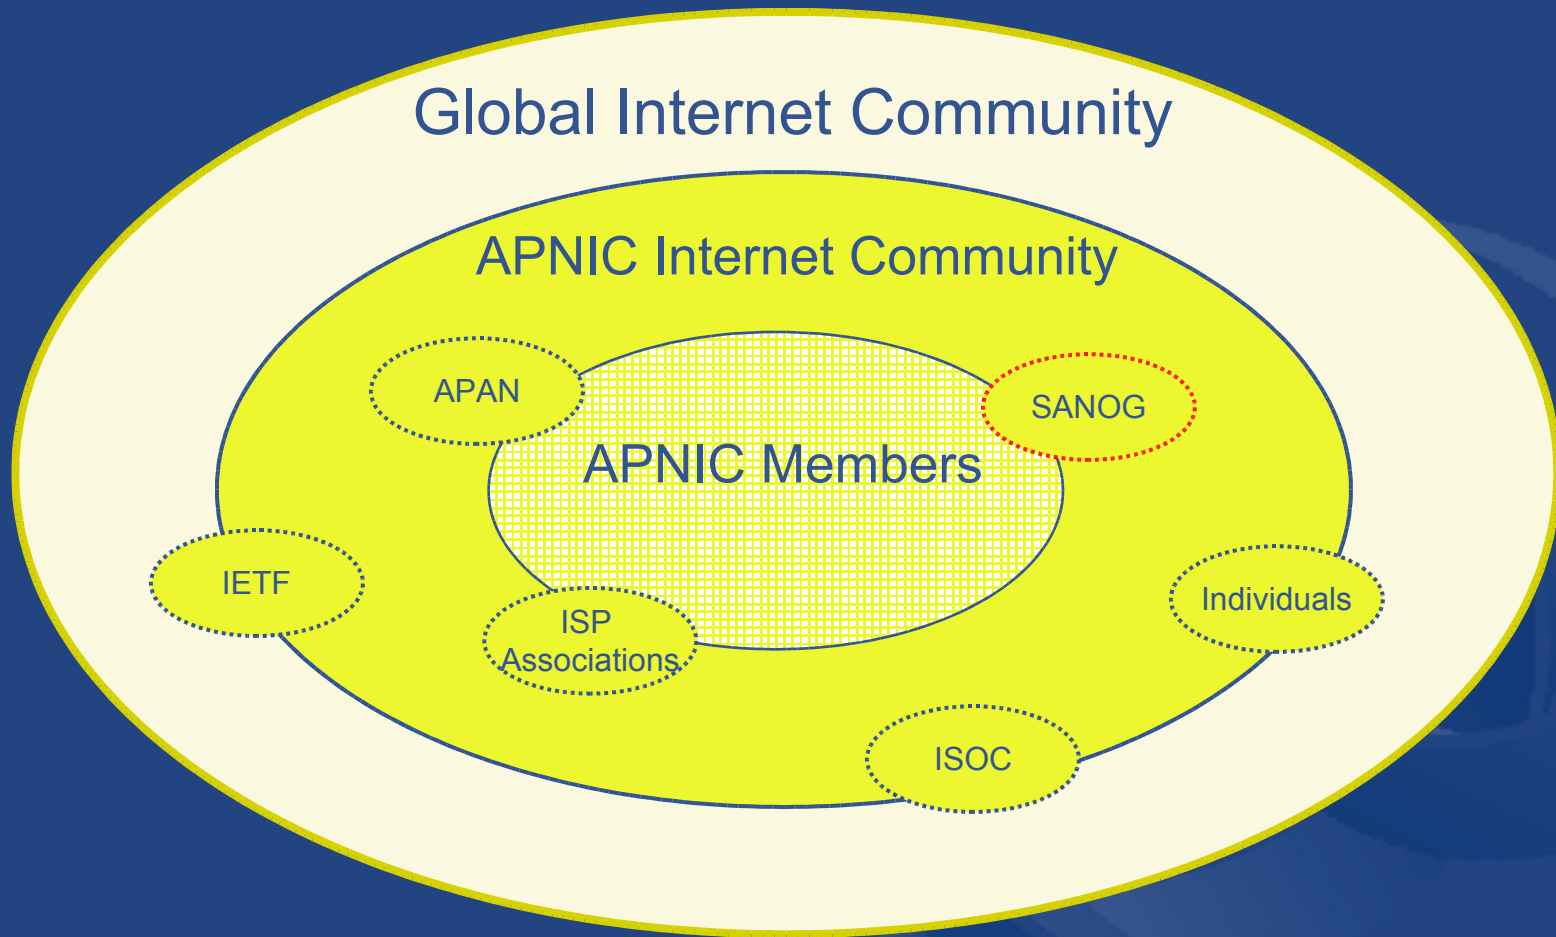 Global Internet Community
APNIC Internet Community
APAN
SANOG
APNIC Members
IETF
Individuals
ISP
Associations
ISOC